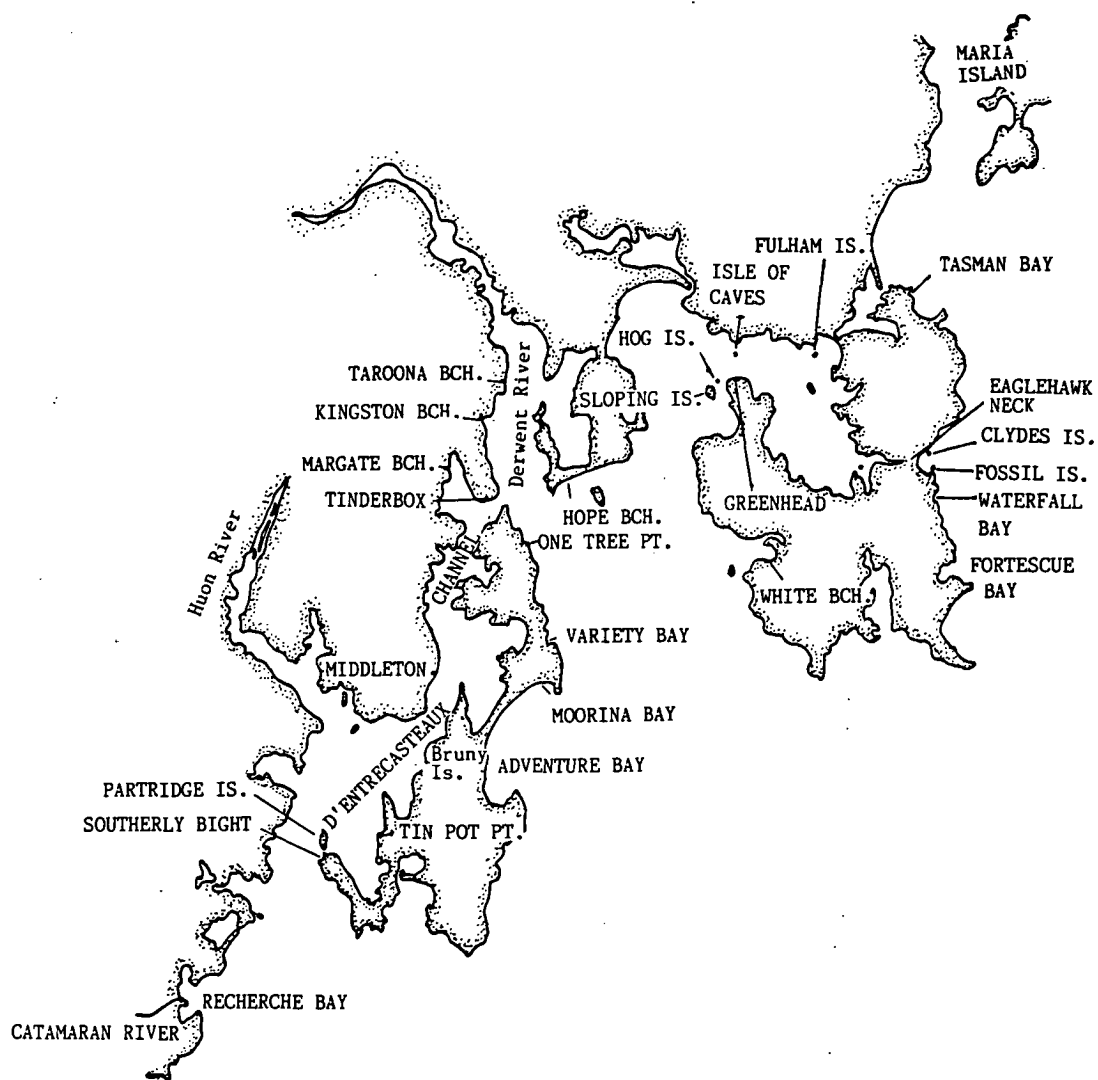 MARIA
ISLAND
FULHAM IS.
TASMAN BAY
ISLE OF
CAVES
HOG IS.
Derwent River
TAROONA BCH.
SLOPING IS.
EAGLEHAWK
NECK
KINGSTON BCH.
CLYDES IS.
MARGATE BCH.
FOSSIL IS.
TINDERBOX
GREENHEAD
WATERFALL
BAY
HOPE BCH.
ONE TREE PT.
Huon River
CHANNEL
FORTESCUE
BAY
WHITE BCH.
VARIETY BAY
MIDDLETON
MOORINA BAY
D'ENTRECASTEAUX
(Bruny
Is.
ADVENTURE BAY
PARTRIDGE IS.
SOUTHERLY BIGHT
TIN POT PT.
RECHERCHE BAY
CATAMARAN RIVER